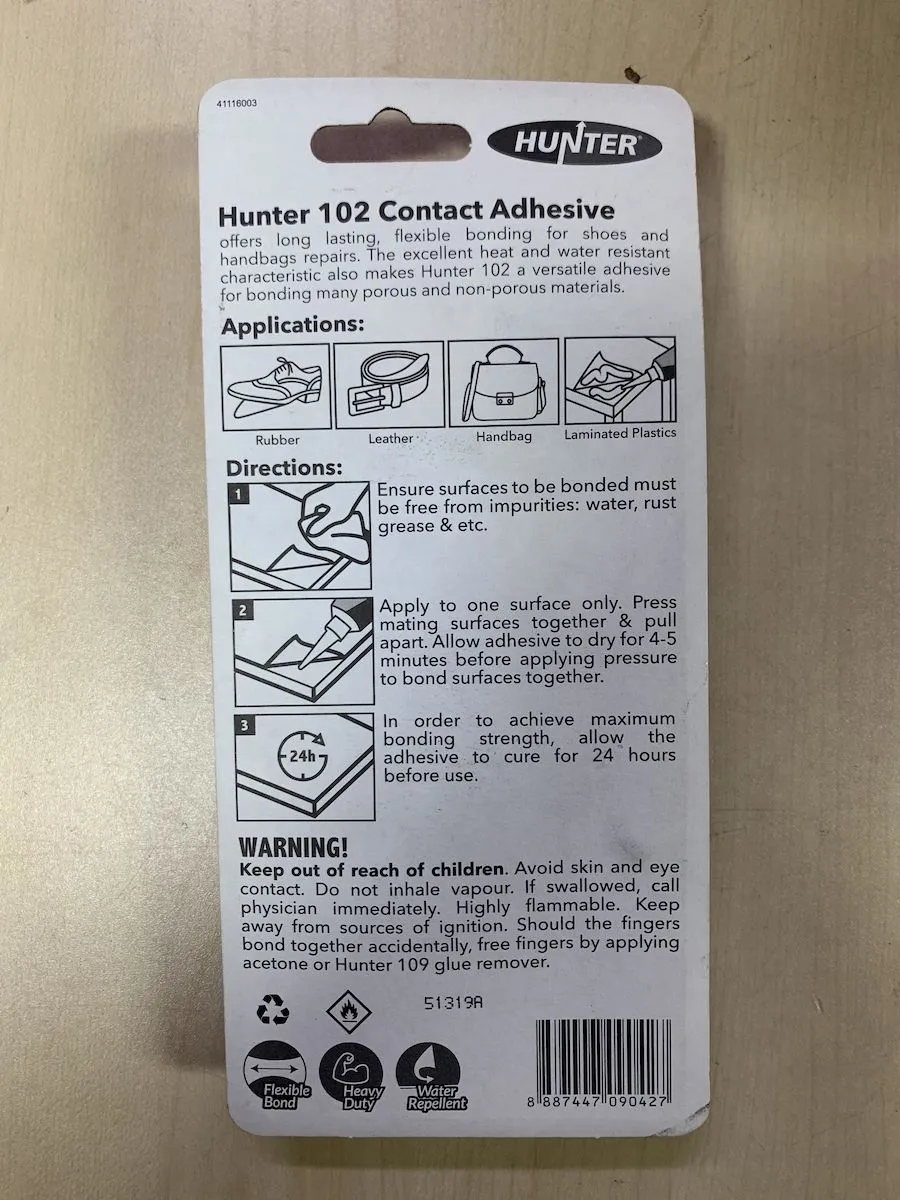 41116003
HUNTER
Hunter 102 Contact Adhesive
offers long lasting, flexible bonding for shoes and
handbags repairs. The excellent heat and water resistant
characteristic also makes Hunter 102 a versatile adhesive
for bonding many porous and non-porous materials.
Applications:
Rubber
Leather
Handbag
Laminated Plastics
Directions:
1
Ensure surfaces to be bonded must
be free from impurities: water, rust
grease & etc.
2
Apply to one surface only. Press
mating surfaces together & pull
apart. Allow adhesive to dry for 4-5
minutes before applying pressure
to bond surfaces together.
3
24h
In order to achieve maximum
bonding strength, allow the
adhesive to cure for 24 hours
before use.
WARNING!
Keep out of reach of children. Avoid skin and eye
contact. Do not inhale vapour. If swallowed, call
physician immediately. Highly flammable. Keep
away from sources of ignition. Should the fingers
bond together accidentally, free fingers by applying
acetone or Hunter 109 glue remover.
51319A
Flexible
Bond
Heavy
Duty
Water
Repellent
8 887447 090427